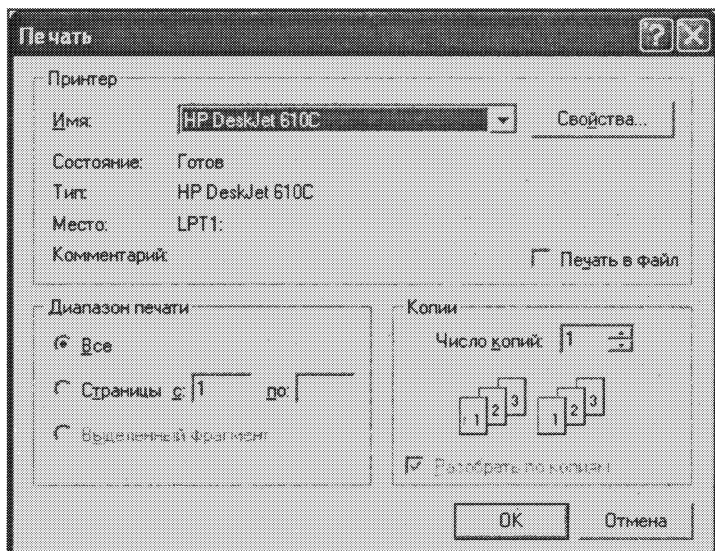 Печать
Принтер
Имя: HP DeskJet 610C Свойства...
Состояние: Готов
Тип: HP DeskJet 610C
Место: LPT1:
Комментарий: Печать в файл
Диапазон печати
Все
Страницы с: 1 по:
Выделенный фрагмент
Копии
Число копий: 1
1 2 3 1 2 3
Разобрать по копиям
OK Отмена